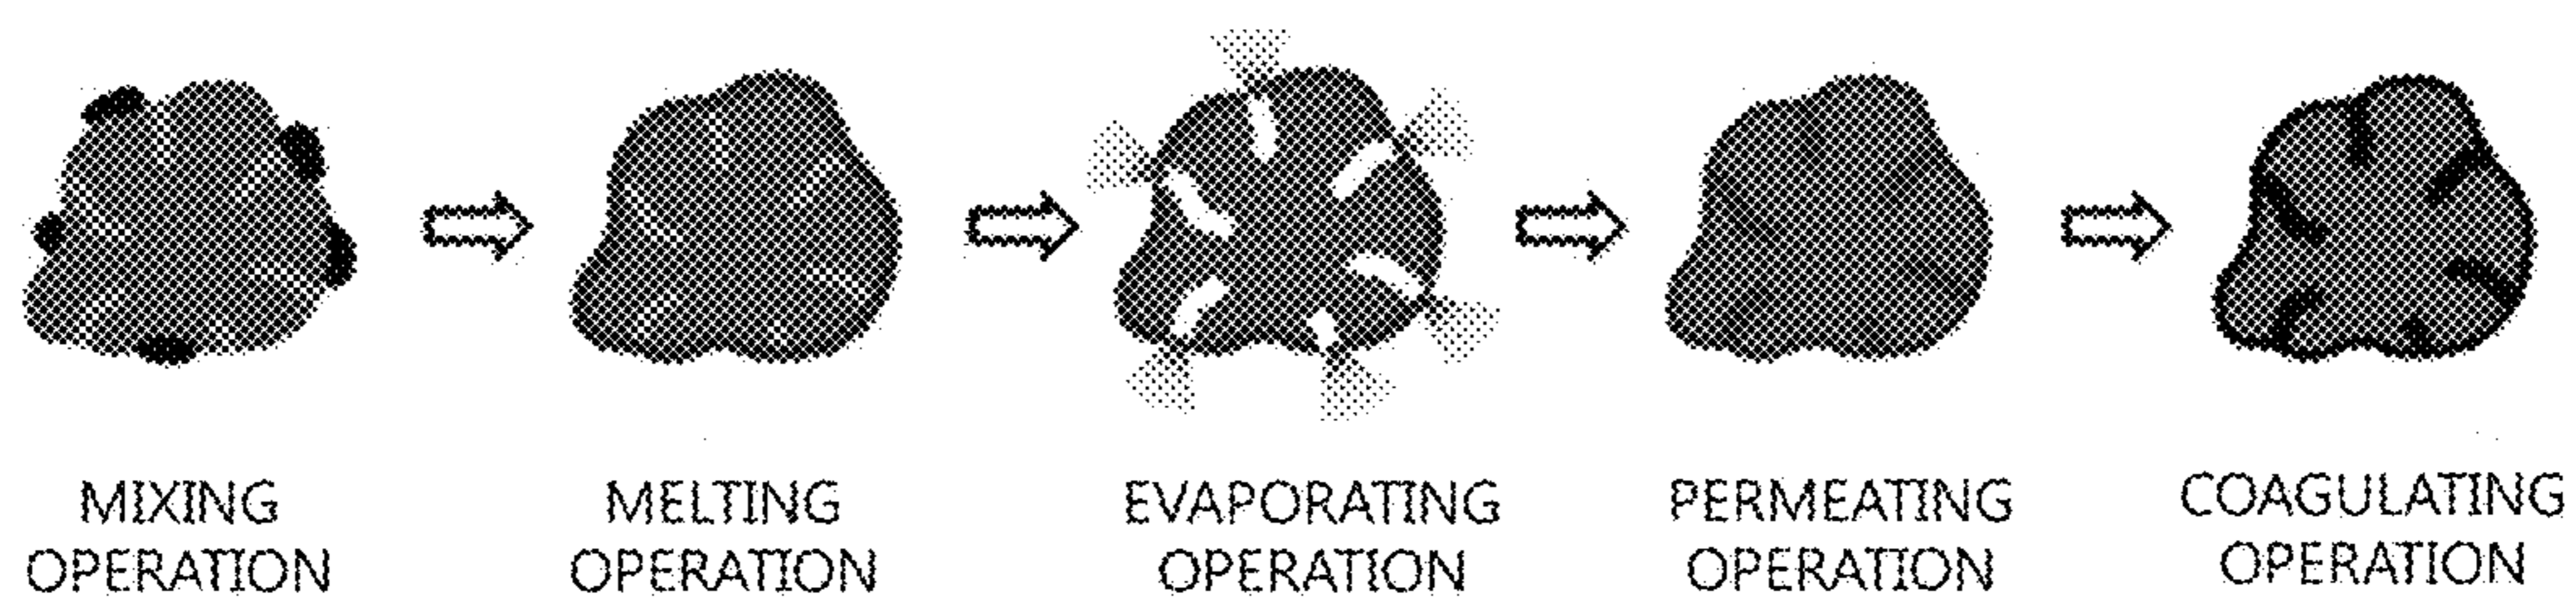 MIXING
OPERATION
MELTING
OPERATION
EVAPORATING
OPERATION
PERMEATING
OPERATION
COAGULATING
OPERATION